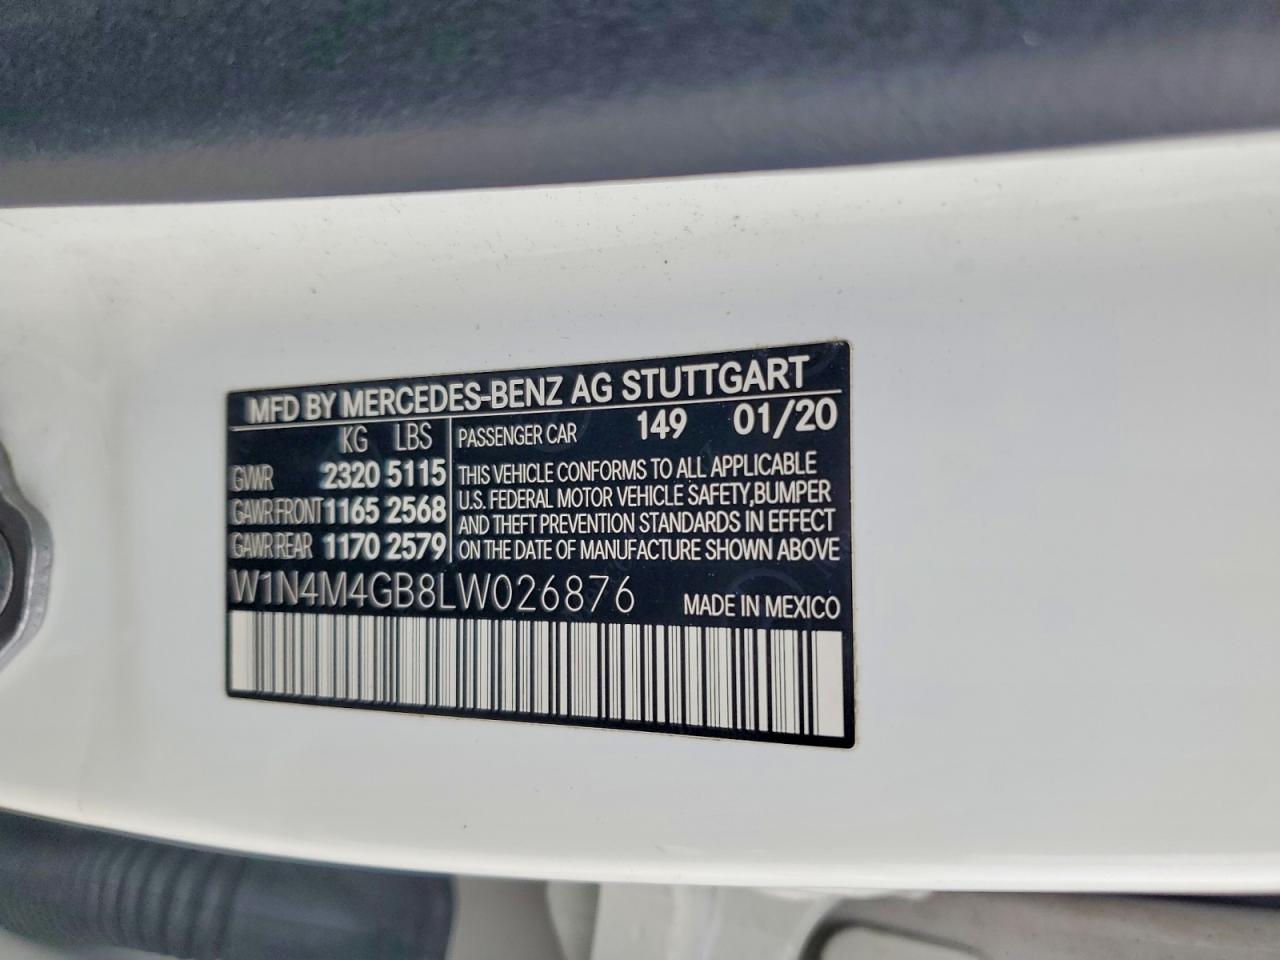 MFD BY MERCEDES-BENZ AG STUTTGART
KG LBS
GVWR 2320 5115
GAWR FRONT 1165 2568
GAWR REAR 1170 2579
PASSENGER CAR 149 01/20
THIS VEHICLE CONFORMS TO ALL APPLICABLE
U.S. FEDERAL MOTOR VEHICLE SAFETY,BUMPER
AND THEFT PREVENTION STANDARDS IN EFFECT
ON THE DATE OF MANUFACTURE SHOWN ABOVE
W1N4M4GB8LW026876
MADE IN MEXICO